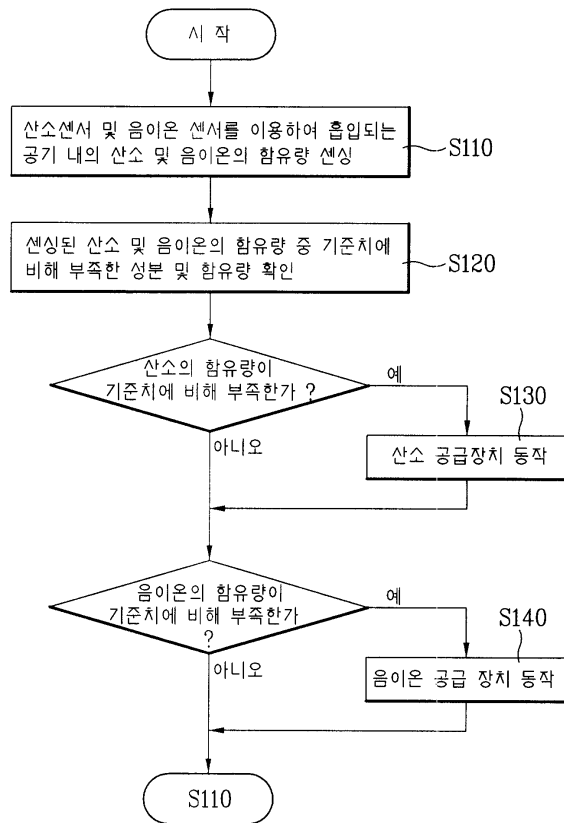 시 작
산소센서 및 음이온 센서를 이용하여 흡입되는
공기 내의 산소 및 음이온의 함유량 센싱
S110
센싱된 산소 및 음이온의 함유량 중 기준치에
비해 부족한 성분 및 함유량 확인
S120
산소의 함유량이
기준치에 비해 부족한가 ?
예
S130
산소 공급장치 동작
아니오
음이온의 함유량이
기준치에 비해 부족한가
?
예
S140
음이온 공급 장치 동작
아니오
S110